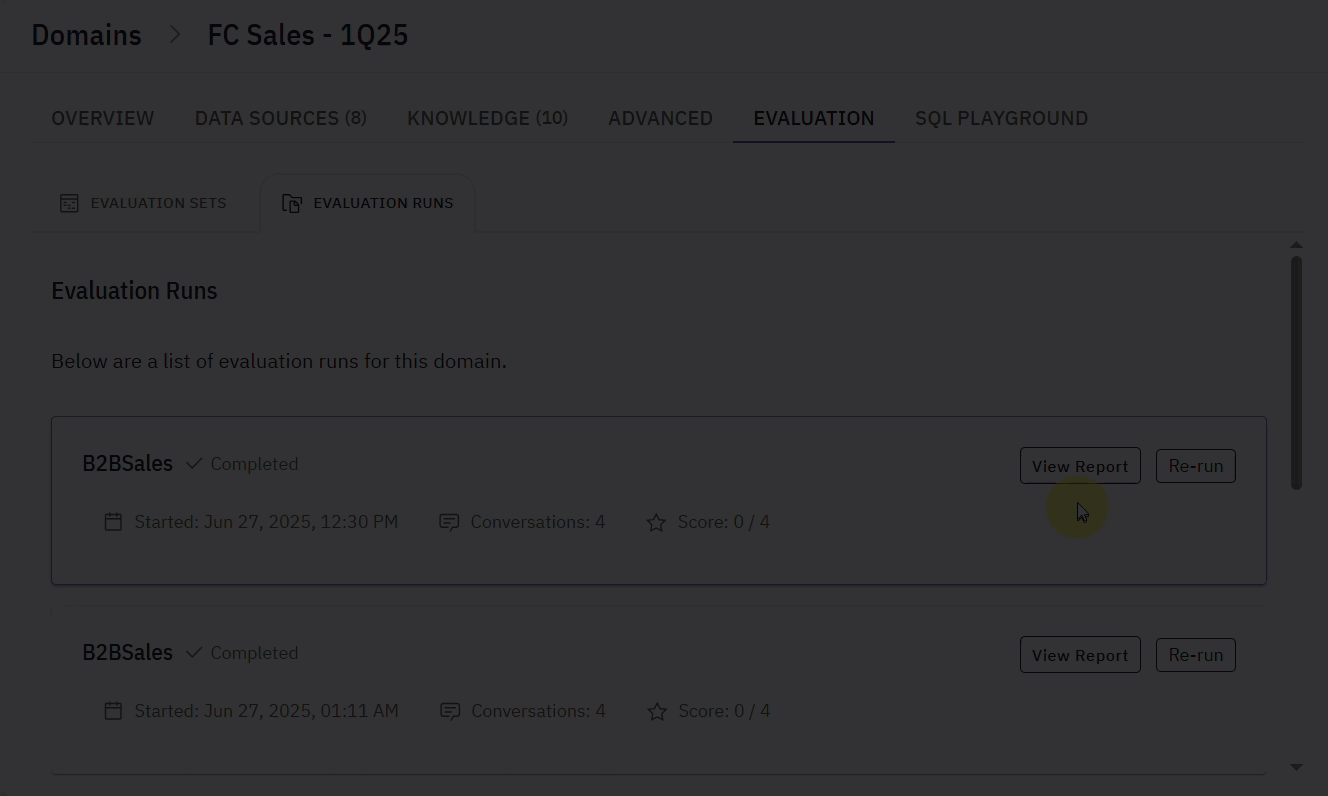 Domains > FC Sales - 1Q25
OVERVIEW DATA SOURCES (8) KNOWLEDGE (10) ADVANCED EVALUATION SQL PLAYGROUND
EVALUATION SETS EVALUATION RUNS
Evaluation Runs
Below are a list of evaluation runs for this domain.
B2BSales Completed View Report Re-run
Started: Jun 27, 2025, 12:30 PM Conversations: 4 Score: 0 / 4
B2BSales Completed View Report Re-run
Started: Jun 27, 2025, 01:11 AM Conversations: 4 Score: 0 / 4